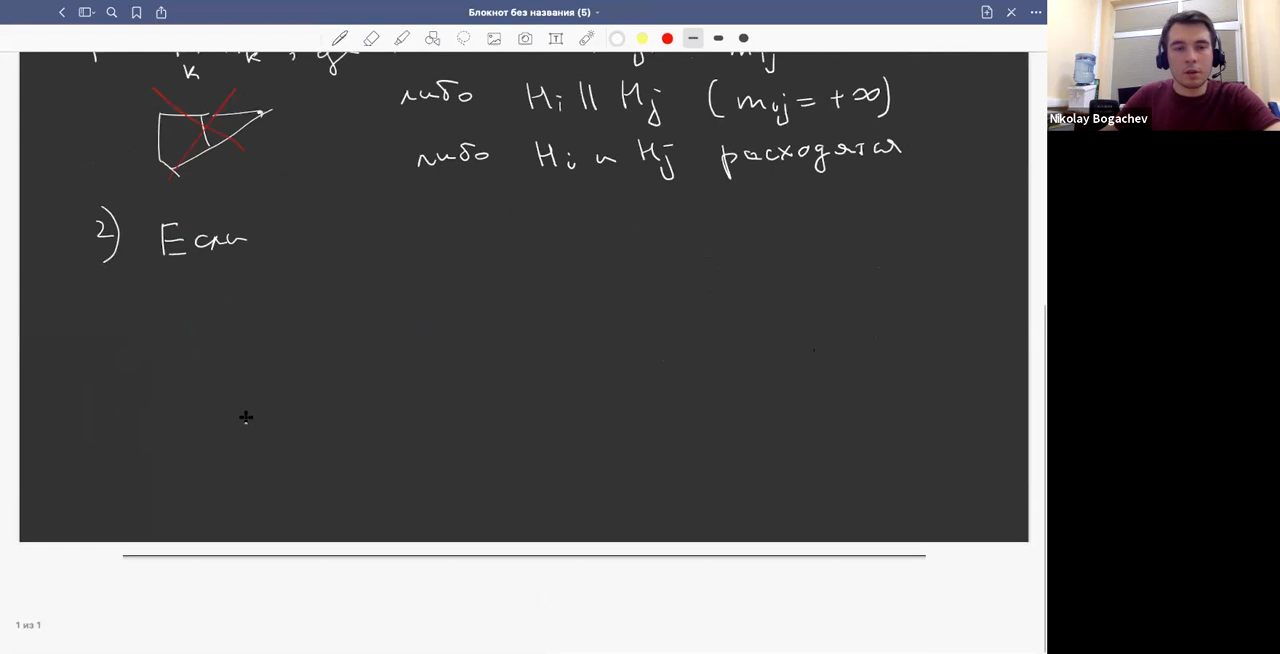 Блокнот без названия (5)
Nikolay Bogachev
k
либо Hi || Hj (mij = +∞)
либо Hi и Hj расходятся
2) Если
1 из 1